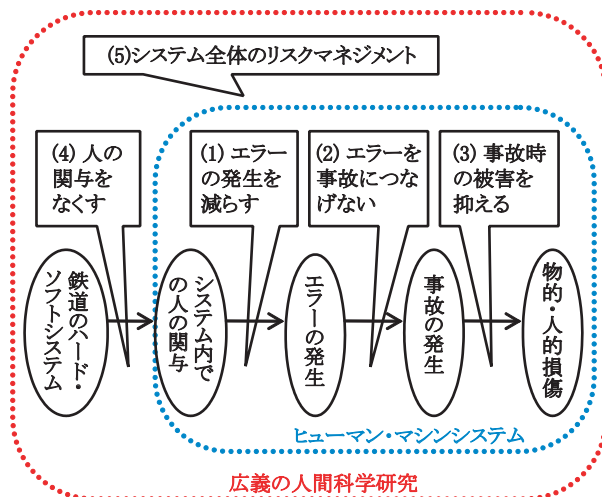 (5)システム全体のリスクマネジメント
(4) 人の
関与を
なくす
(1) エラー
の発生を
減らす
(2) エラーを
事故につな
げない
(3) 事故時
の被害を
抑える
鉄道のハード・
ソフトシステム
システム内で
の人の関与
エラーの発生
事故の発生
物的・人的損傷
ヒューマン・マシンシステム
広義の人間科学研究